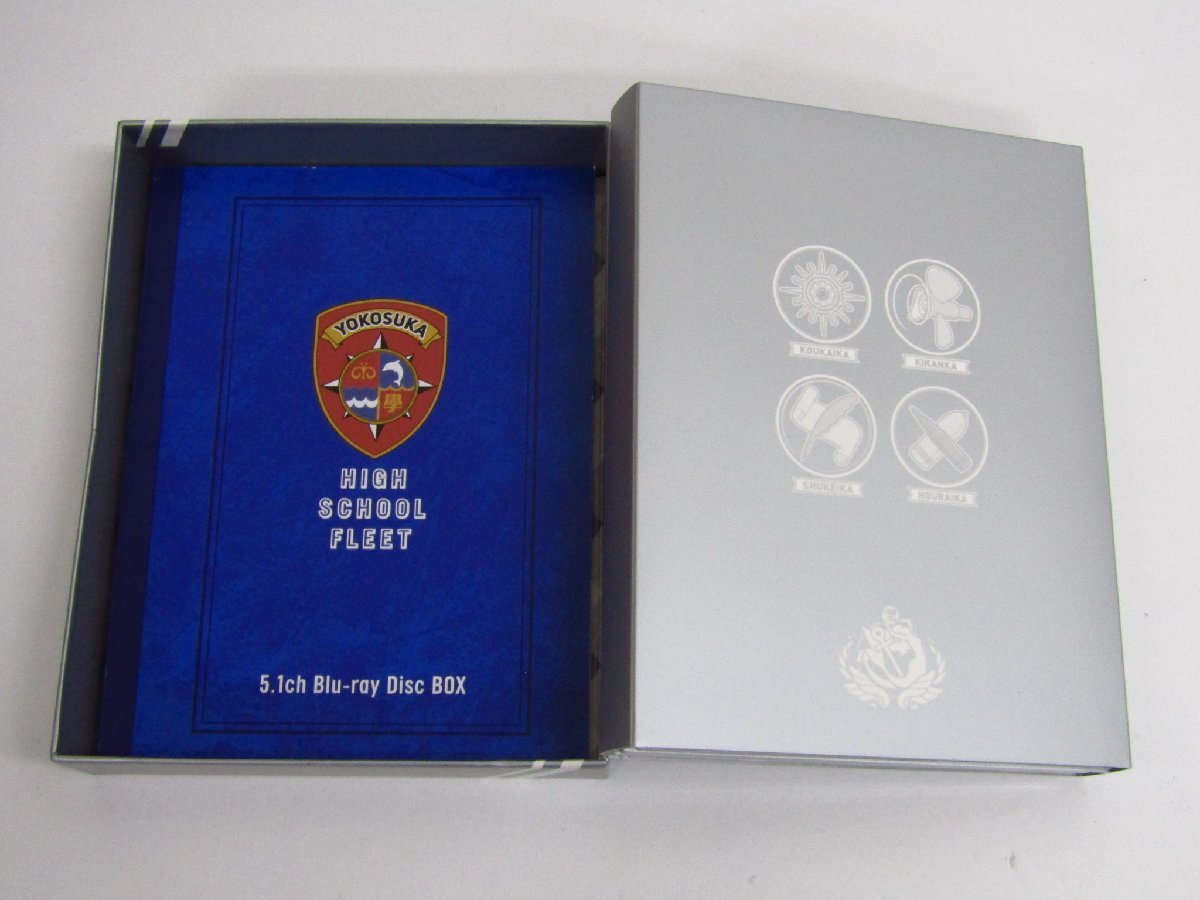 YOKOSUKA
學
HIGH
SCHOOL
FLEET
5.1ch Blu-ray Disc BOX
KOUKAIKA
KIKANKA
SHUKEIKA
HOURAIKA